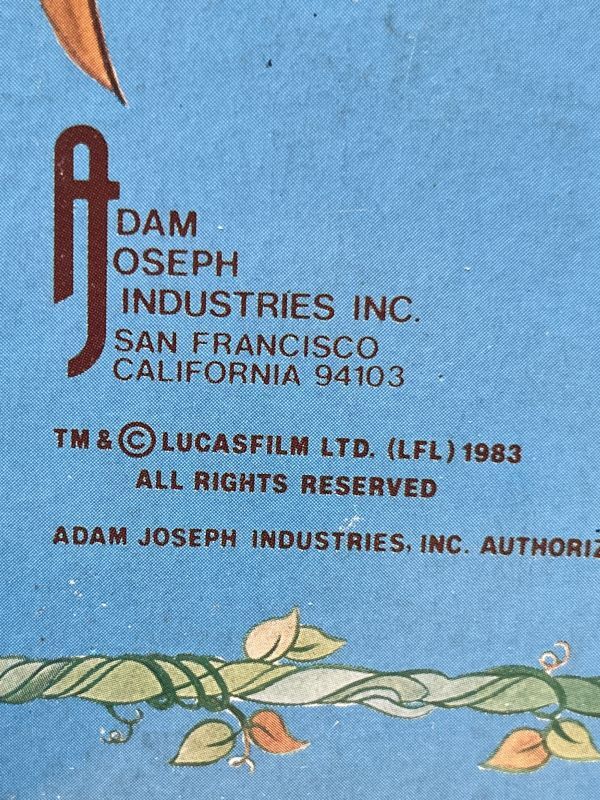 ADAM
JOSEPH
INDUSTRIES INC.
SAN FRANCISCO
CALIFORNIA 94103
TM & © LUCASFILM LTD. (LFL) 1983
ALL RIGHTS RESERVED
ADAM JOSEPH INDUSTRIES, INC.